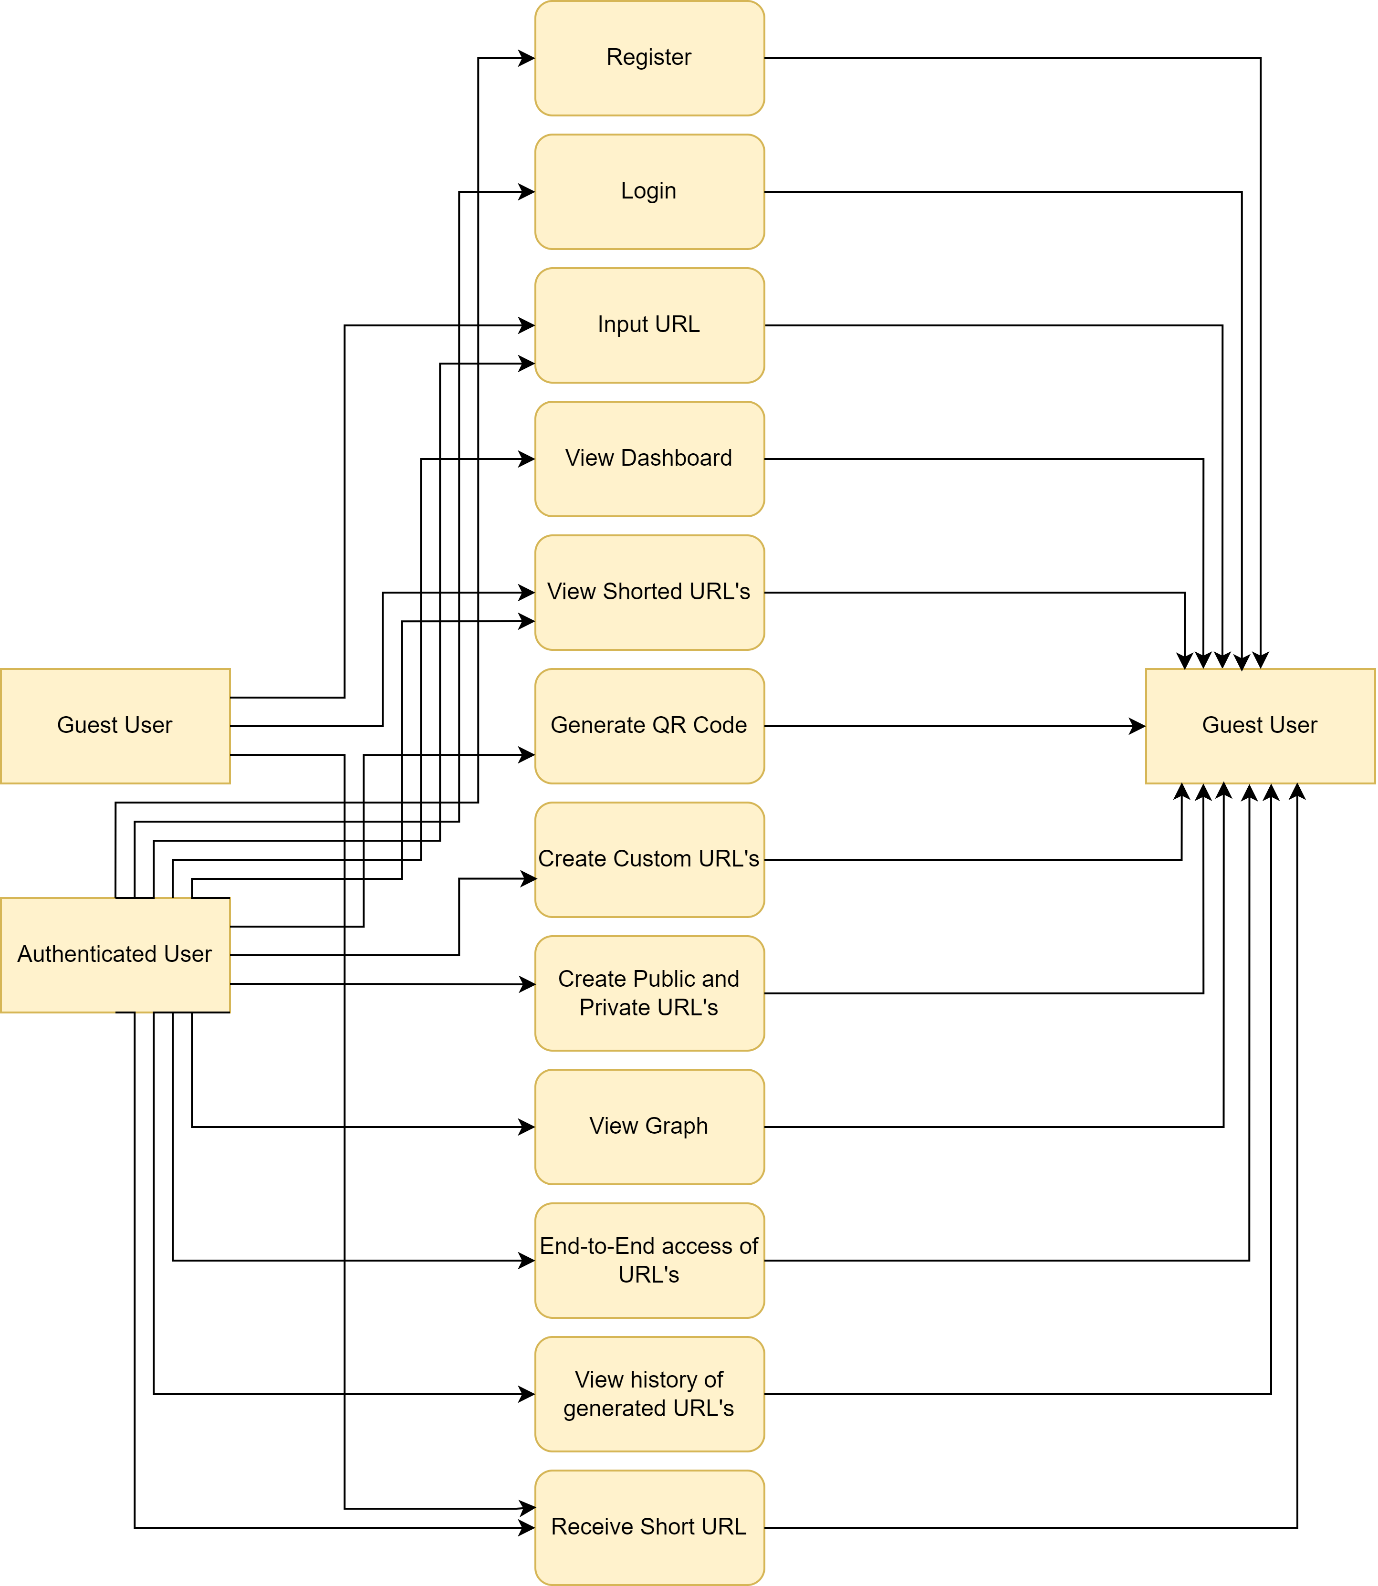 Register
Login
Input URL
View Dashboard
View Shorted URL's
Guest User
Generate QR Code
Guest User
Create Custom URL's
Authenticated User
Create Public and
Private URL's
View Graph
End-to-End access of
URL's
View history of
generated URL's
Receive Short URL